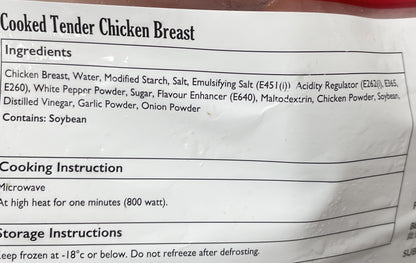 Cooked Tender Chicken Breast
Ingredients
Chicken Breast, Water, Modified Starch, Salt, Emulsifying Salt (E451(i)) Acidity Regulator (E262(i), E365,
E260), White Pepper Powder, Sugar, Flavour Enhancer (E640), Maltodextrin, Chicken Powder, Soybean,
Distilled Vinegar, Garlic Powder, Onion Powder
Contains: Soybean
Cooking Instruction
Microwave
At high heat for one minutes (800 watt).
Storage Instructions
Keep frozen at -18°c or below. Do not refreeze after defrosting.